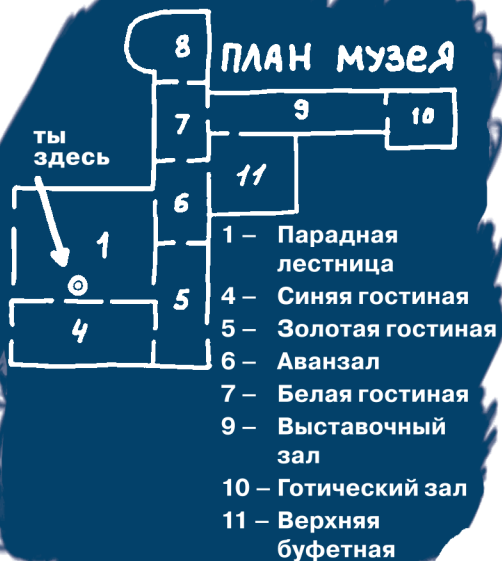 ПЛАН МУЗЕЯ
8
9
10
7
ты
здесь
11
6
1
5
4
1 – Парадная
лестница
4 – Синяя гостиная
5 – Золотая гостиная
6 – Аванзал
7 – Белая гостиная
9 – Выставочный
зал
10 – Готический зал
11 – Верхняя
буфетная